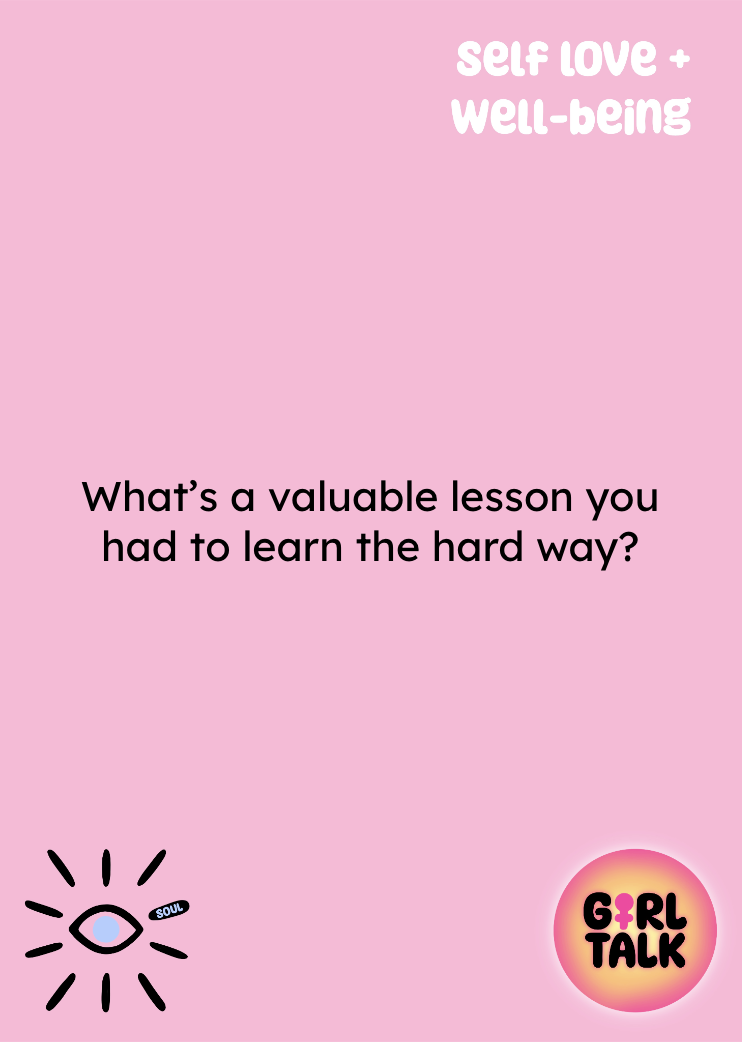 self love +
well-being
What's a valuable lesson you
had to learn the hard way?
SOUL
GIRL
TALK